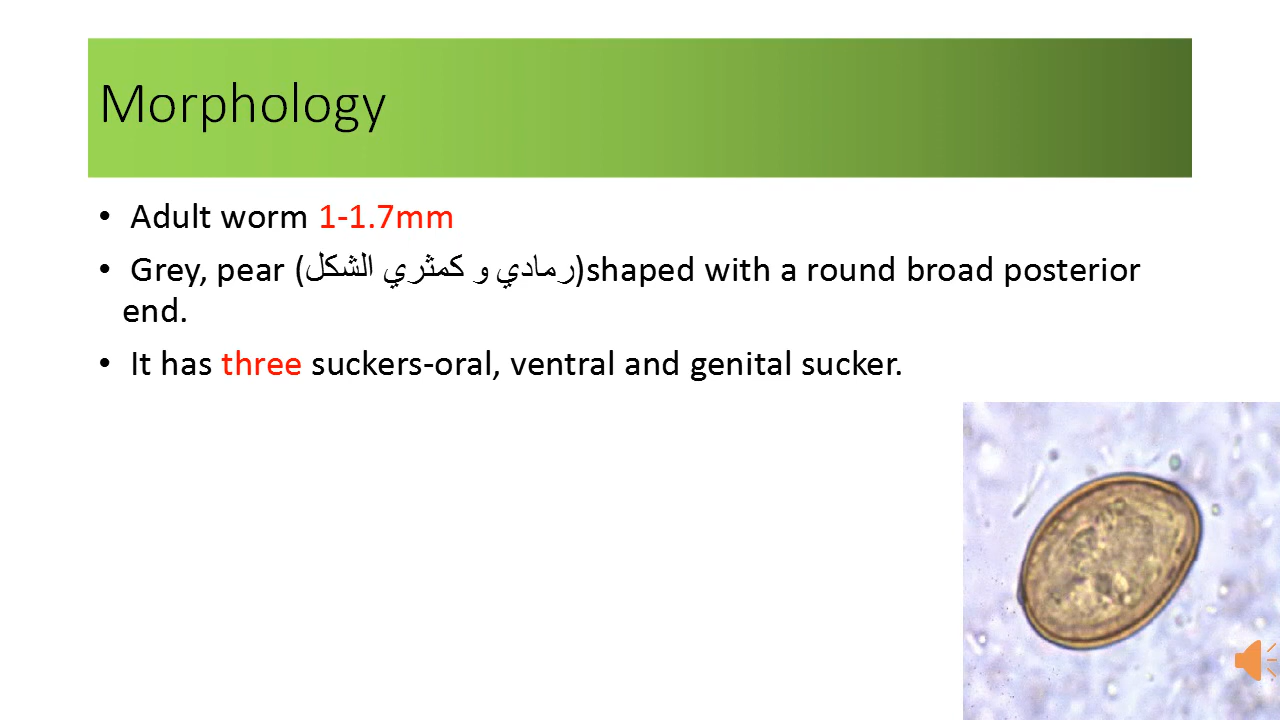 Morphology
• Adult worm 1-1.7mm
• Grey, pear (رمادي و كمثري الشكل)shaped with a round broad posterior
end.
• It has three suckers-oral, ventral and genital sucker.